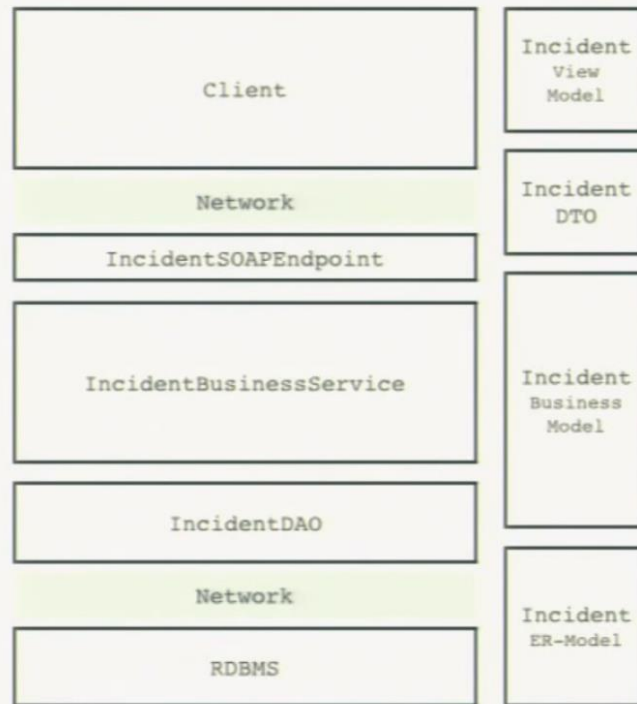 Client
Network
IncidentSOAPEndpoint
IncidentBusinessService
IncidentDAO
Network
RDBMS
Incident
View
Model
Incident
DTO
Incident
Business
Model
Incident
ER-Model